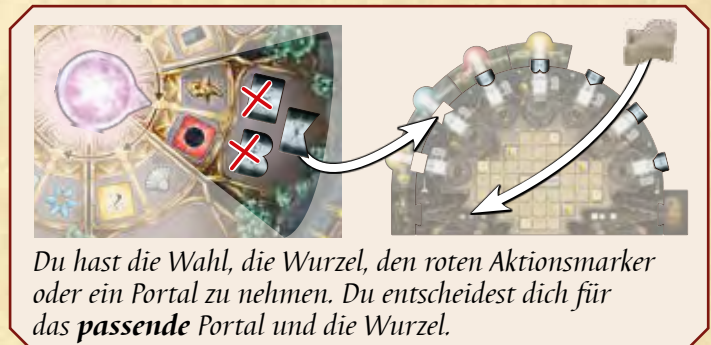 Du hast die Wahl, die Wurzel, den roten Aktionsmarker
oder ein Portal zu nehmen. Du entscheidest dich für
das passende Portal und die Wurzel.